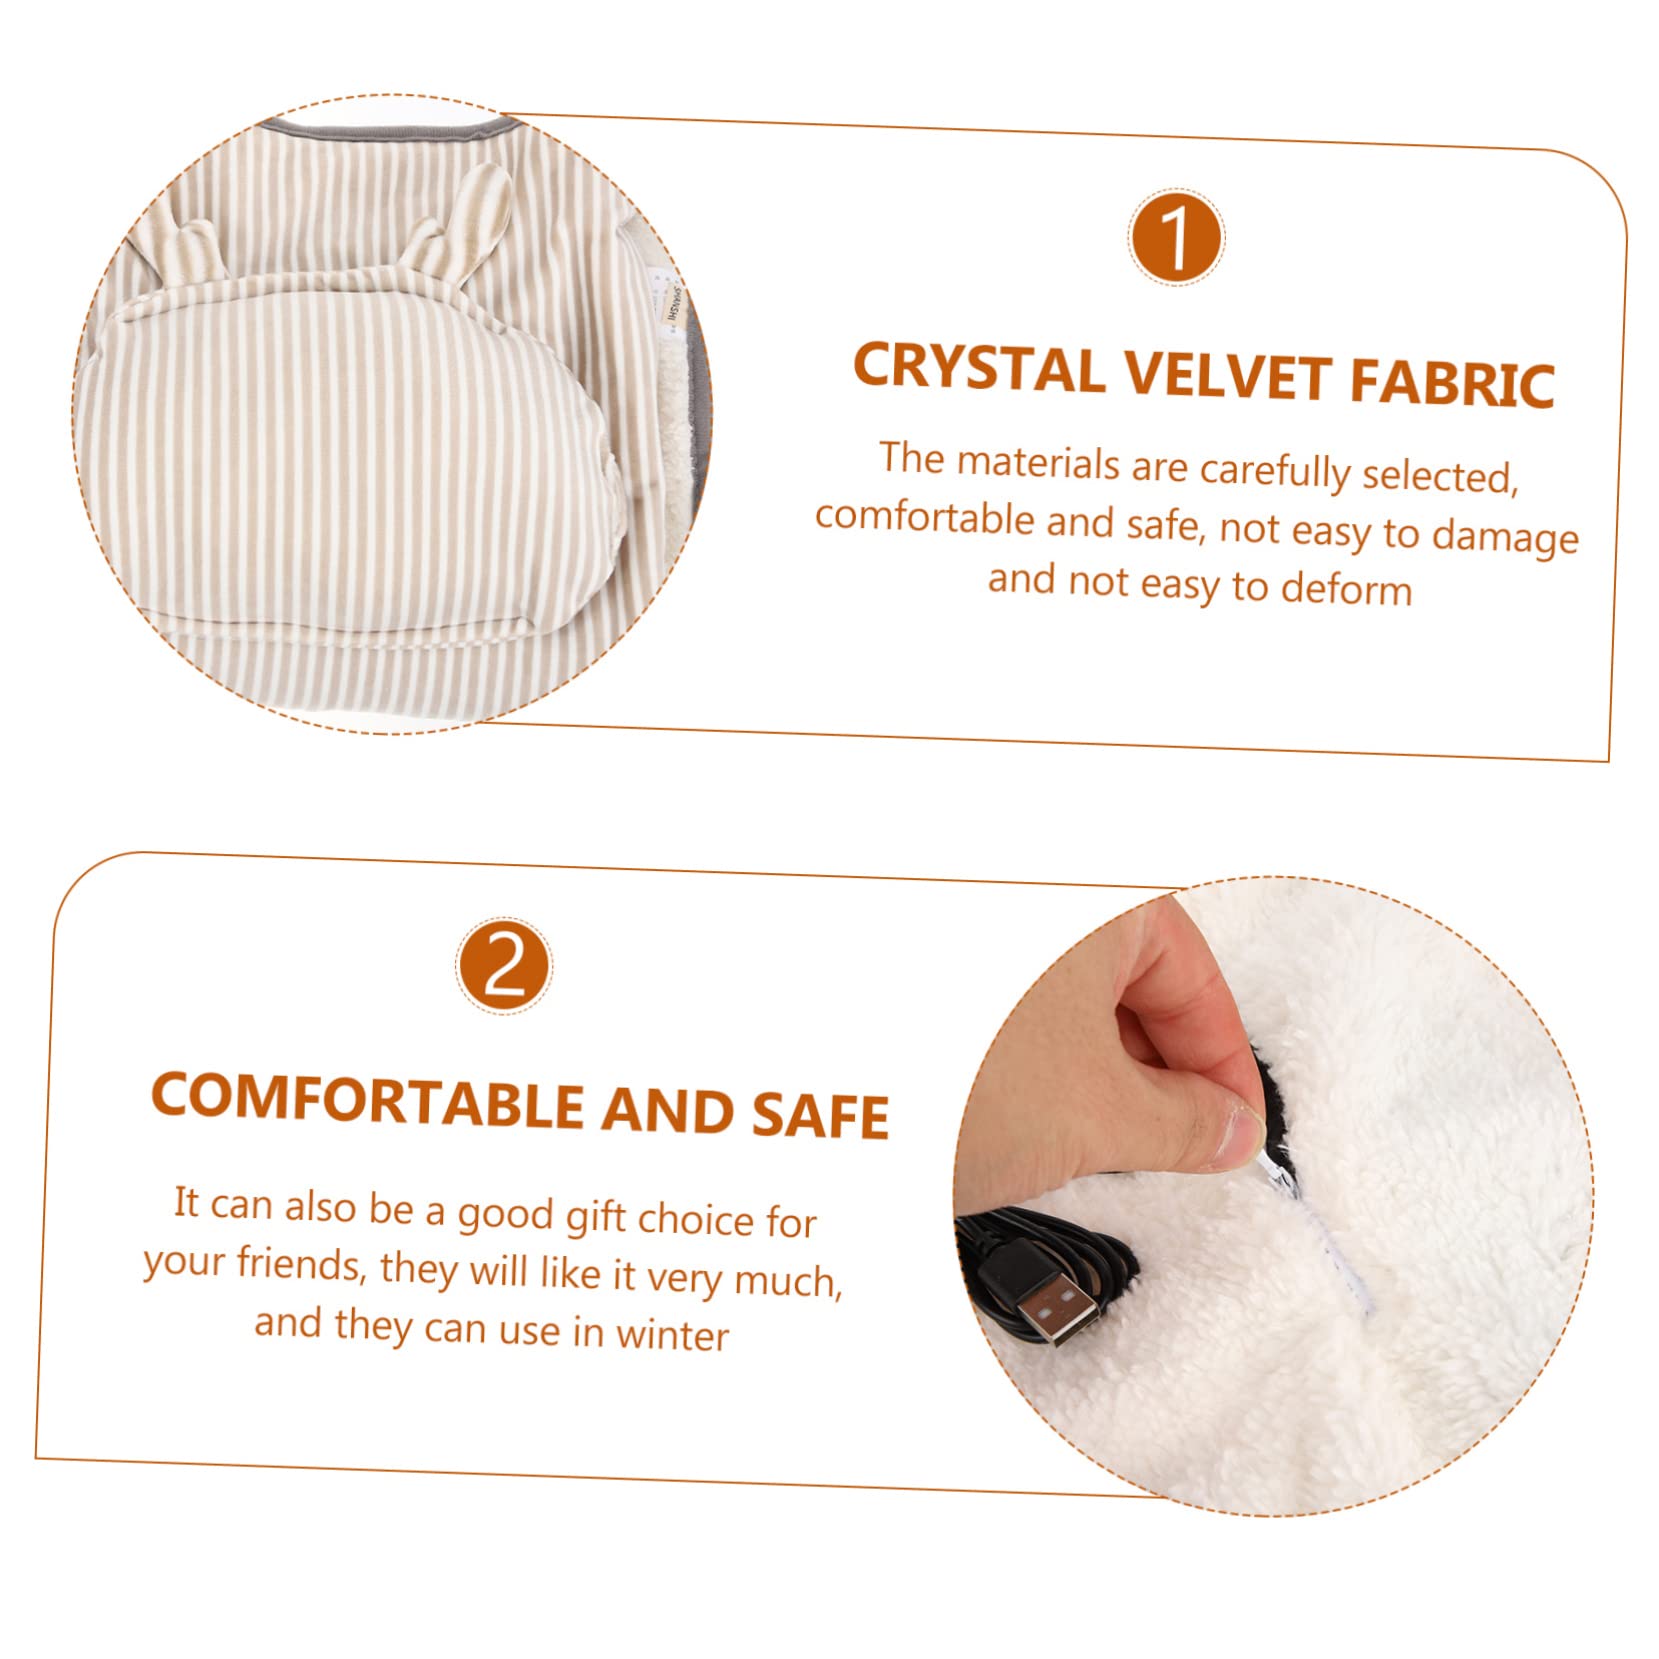 1
CRYSTAL VELVET FABRIC
The materials are carefully selected,
comfortable and safe, not easy to damage
and not easy to deform
SHANSHI
2
COMFORTABLE AND SAFE
It can also be a good gift choice for
your friends, they will like it very much,
and they can use in winter